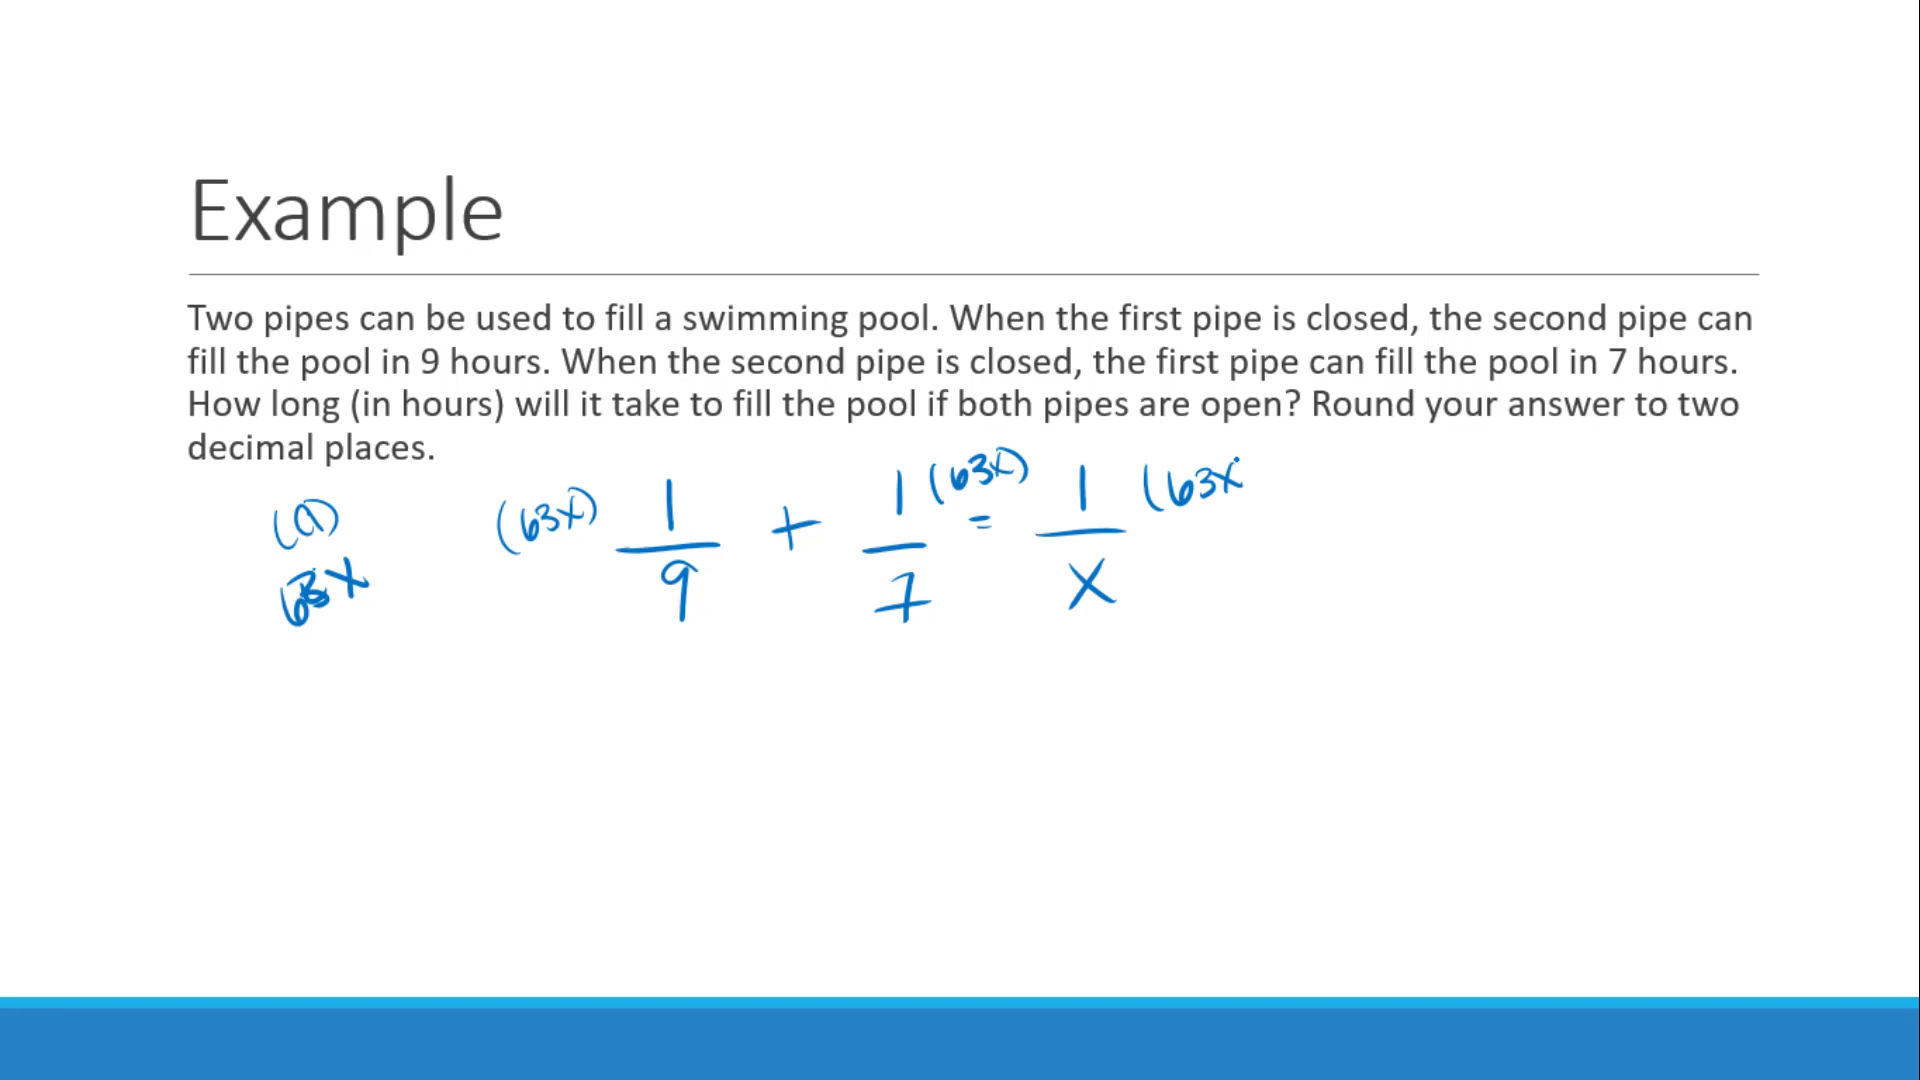 Example
Two pipes can be used to fill a swimming pool. When the first pipe is closed, the second pipe can
fill the pool in 9 hours. When the second pipe is closed, the first pipe can fill the pool in 7 hours.
How long (in hours) will it take to fill the pool if both pipes are open? Round your answer to two
decimal places.
(a) (63x) 1/9 + 1/7 (63x) = 1/x (63x
63x